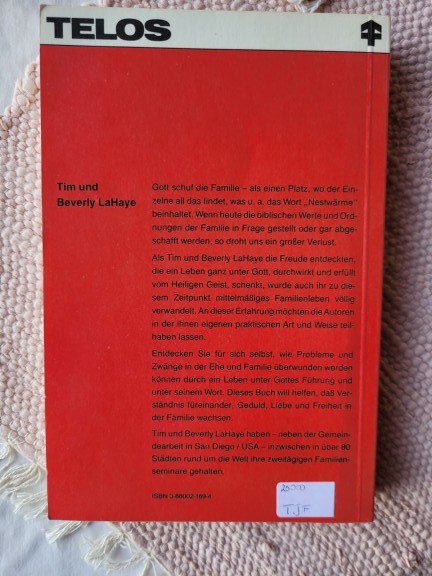 TELOS
Tim und
Beverly LaHaye
Gott schuf die Familie – als einen Platz, wo der Ein-
zelne all das findet, was u. a. das Wort „Nestwärme"
beinhaltet. Wenn heute die biblischen Werte und Ord-
nungen der Familie in Frage gestellt oder gar abge-
schafft werden, so droht uns ein großer Verlust.
Als Tim und Beverly LaHaye die Freude entdeckten,
die ein Leben ganz unter Gott, durchwirkt und erfüllt
vom Heiligen Geist, schenkt, wurde auch ihr zu die-
sem Zeitpunkt mittelmäßiges Familienleben völlig
verwandelt. An dieser Erfahrung möchten die Autoren
in der ihnen eigenen praktischen Art und Weise teil-
haben lassen.
Entdecken Sie für sich selbst, wie Probleme und
Zwänge in der Ehe und Familie überwunden werden
können durch ein Leben unter Gottes Führung und
unter seinem Wort. Dieses Buch will helfen, daß Ver-
ständnis füreinander, Geduld, Liebe und Freiheit in
der Familie wachsen.
Tim und Beverly LaHaye haben – neben der Gemein-
dearbeit in San Diego / USA – inzwischen in über 80
Städten rund um die Welt ihre zweitägigen Familien-
seminare gehalten.
ISBN 3-88002-169-4
T.JF